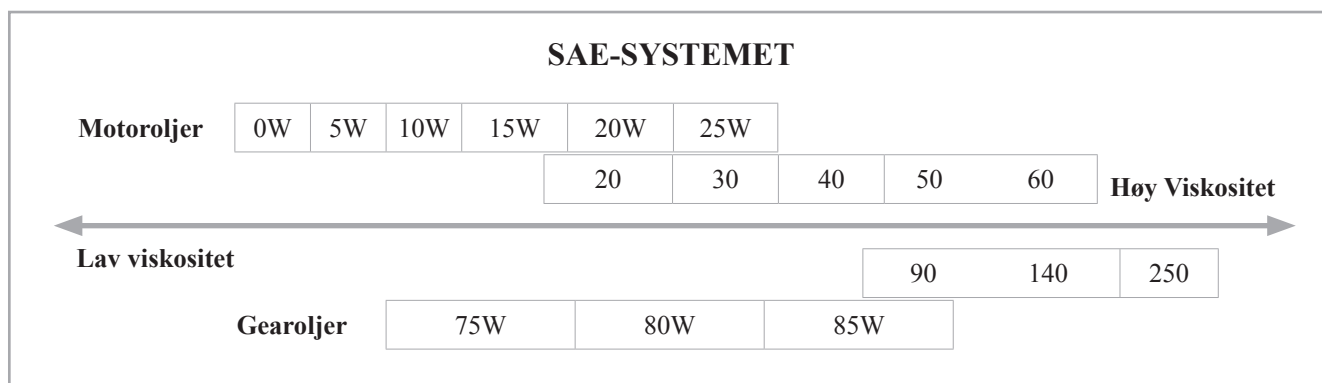 SAE-SYSTEMET
Motoroljer 0W 5W 10W 15W 20W 25W
20 30 40 50 60 Høy Viskositet
Lav viskositet
90 140 250
Gearoljer 75W 80W 85W